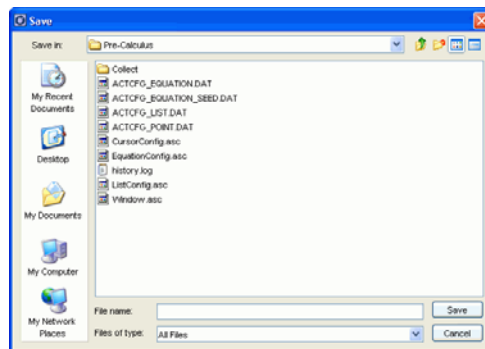 Save
Save in: Pre-Calculus
My Recent Documents
Desktop
My Documents
My Computer
My Network Places
Collect
ACTCFG_EQUATION.DAT
ACTCFG_EQUATION_SEED.DAT
ACTCFG_LIST.DAT
ACTCFG_POINT.DAT
CursorConfig.asc
EquationConfig.asc
history.log
ListConfig.asc
Window.asc
File name:
Save
Files of type: All Files
Cancel